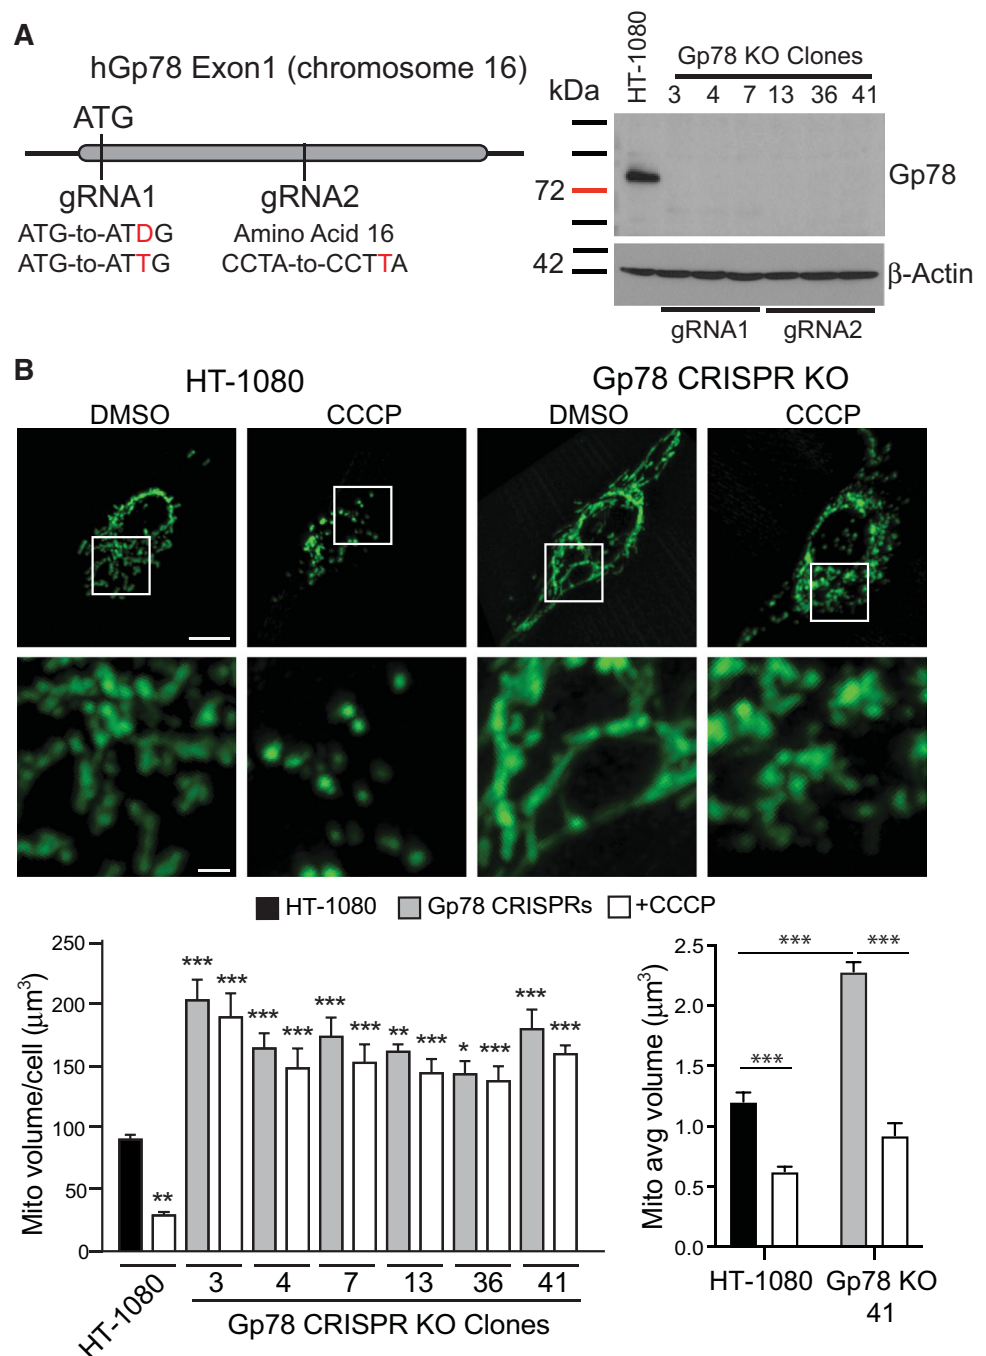 A
hGp78 Exon1 (chromosome 16)
ATG
gRNA1
gRNA2
ATG-to-ATDG
Amino Acid 16
ATG-to-ATTG
CCTA-to-CCTTA
HT-1080
Gp78 KO Clones
kDa
3 4 7 13 36 41
72
Gp78
42
β-Actin
gRNA1
gRNA2
B
HT-1080
Gp78 CRISPR KO
DMSO
CCCP
DMSO
CCCP
HT-1080
Gp78 CRISPRs
+CCCP
Mito volume/cell (μm3)
250
200
150
100
50
0
** *** *** *** *** *** *** ** *** * *** *** ***
HT-1080
3 4 7 13 36 41
Gp78 CRISPR KO Clones
Mito avg volume (μm3)
2.5
2.0
1.5
1.0
0.5
0.0
*** ***
***
HT-1080
Gp78 KO
41